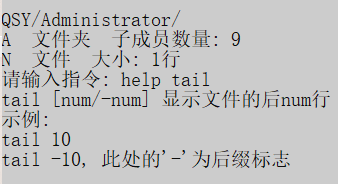 QSY/Administrator/
A  文件夹  子成员数量: 9
N  文件  大小: 1行
请输入指令: help tail
tail [num/-num] 显示文件的后num行
示例:
tail 10
tail -10, 此处的'-'为后缀标志